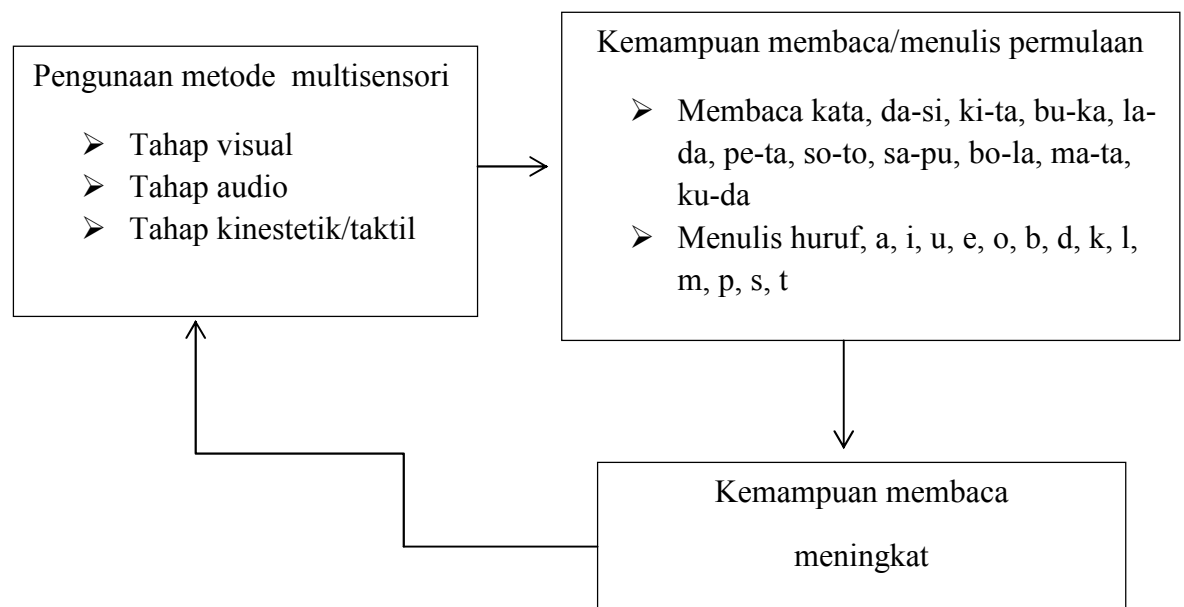 Pengunaan metode multisensori
➢ Tahap visual
➢ Tahap audio
➢ Tahap kinestetik/taktil
Kemampuan membaca/menulis permulaan
➢ Membaca kata, da-si, ki-ta, bu-ka, la-
da, pe-ta, so-to, sa-pu, bo-la, ma-ta,
ku-da
➢ Menulis huruf, a, i, u, e, o, b, d, k, l,
m, p, s, t
Kemampuan membaca
meningkat